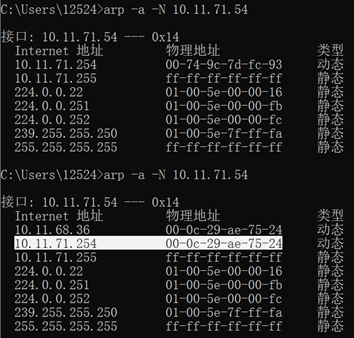 C:\Users\12524>arp -a -N 10.11.71.54
接口: 10.11.71.54 --- 0x14
Internet 地址 物理地址 类型
10.11.71.254 00-74-9c-7d-fc-93 动态
10.11.71.255 ff-ff-ff-ff-ff-ff 静态
224.0.0.22 01-00-5e-00-00-16 静态
224.0.0.251 01-00-5e-00-00-fb 静态
224.0.0.252 01-00-5e-00-00-fc 静态
239.255.255.250 01-00-5e-7f-ff-fa 静态
255.255.255.255 ff-ff-ff-ff-ff-ff 静态
C:\Users\12524>arp -a -N 10.11.71.54
接口: 10.11.71.54 --- 0x14
Internet 地址 物理地址 类型
10.11.68.36 00-0c-29-ae-75-24 动态
10.11.71.254 00-0c-29-ae-75-24 动态
10.11.71.255 ff-ff-ff-ff-ff-ff 静态
224.0.0.22 01-00-5e-00-00-16 静态
224.0.0.251 01-00-5e-00-00-fb 静态
224.0.0.252 01-00-5e-00-00-fc 静态
239.255.255.250 01-00-5e-7f-ff-fa 静态
255.255.255.255 ff-ff-ff-ff-ff-ff 静态